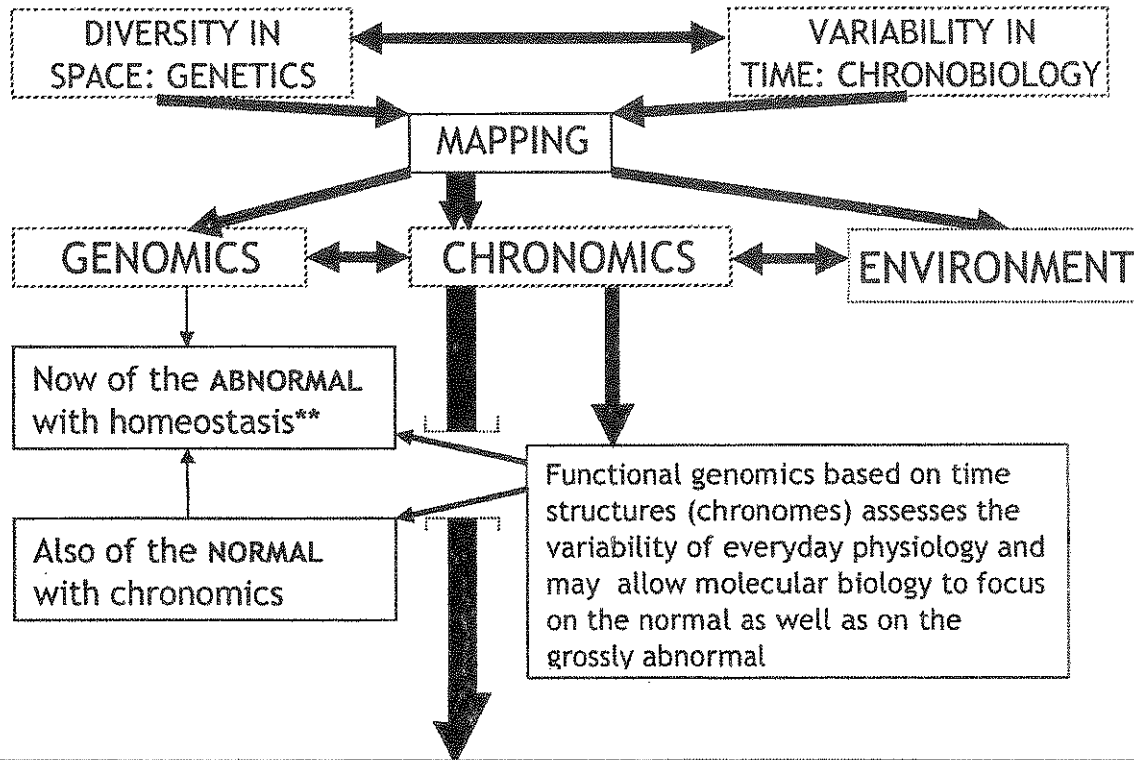 DIVERSITY IN
SPACE: GENETICS
VARIABILITY IN
TIME: CHRONOBIOLOGY
MAPPING
GENOMICS
CHRONOMICS
ENVIRONMENT
Now of the ABNORMAL
with homeostasis**
Also of the NORMAL
with chronomics
Functional genomics based on time
structures (chronomes) assesses the
variability of everyday physiology and
may allow molecular biology to focus
on the normal as well as on the
grossly abnormal